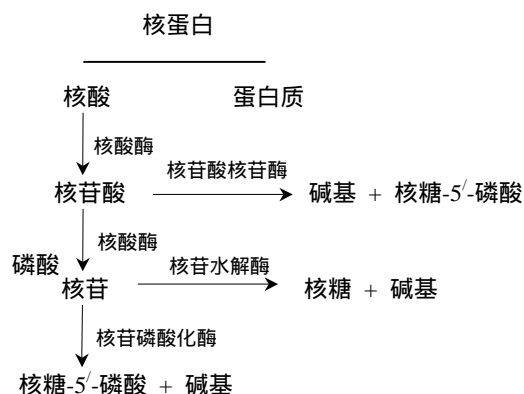 核蛋白
核酸 蛋白质
核酸酶
核苷酸核苷酶
核苷酸 碱基 + 核糖-5/-磷酸
核酸酶
磷酸
核苷水解酶
核苷 核糖 + 碱基
核苷磷酸化酶
核糖-5/-磷酸 + 碱基